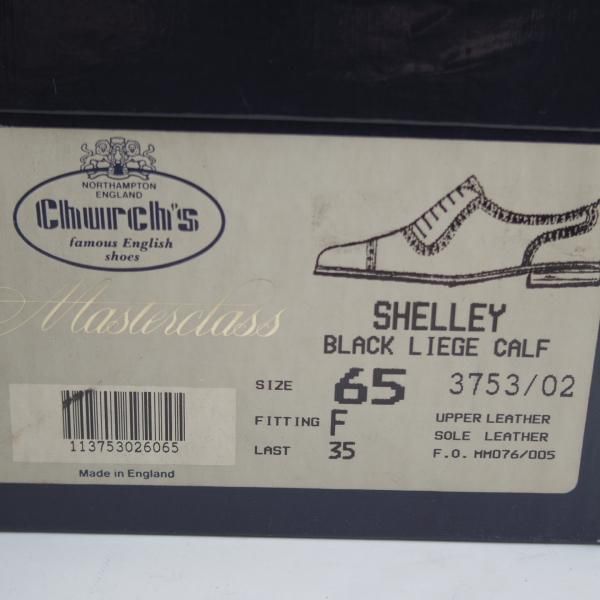 NORTHAMPTON
ENGLAND
Church's
famous English
shoes
Masterclass
SHELLEY
BLACK LIEGE CALF
SIZE 65 3753/02
FITTING F UPPER LEATHER
SOLE LEATHER
LAST 35 F.O. MM076/005
113753026065
Made in England